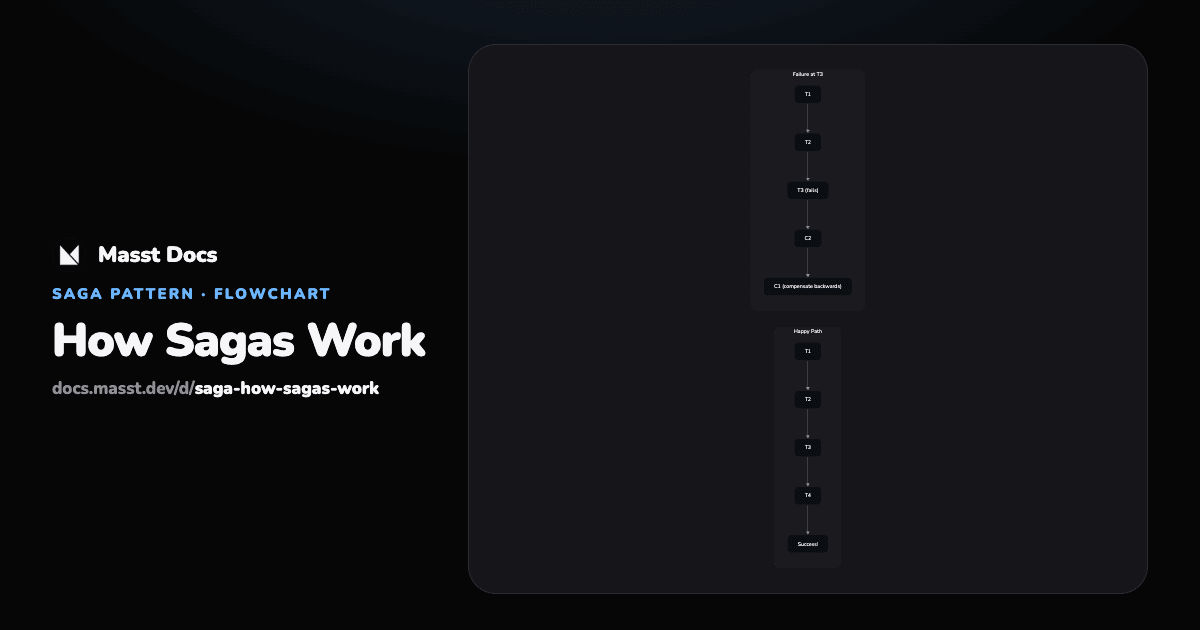 Masst Docs
SAGA PATTERN · FLOWCHART
How Sagas Work
docs.masst.dev/d/saga-how-sagas-work
Failure at T3
T1
T2
T3 (fails)
C2
C1 (compensate backwards)
Happy Path
T1
T2
T3
T4
Success!